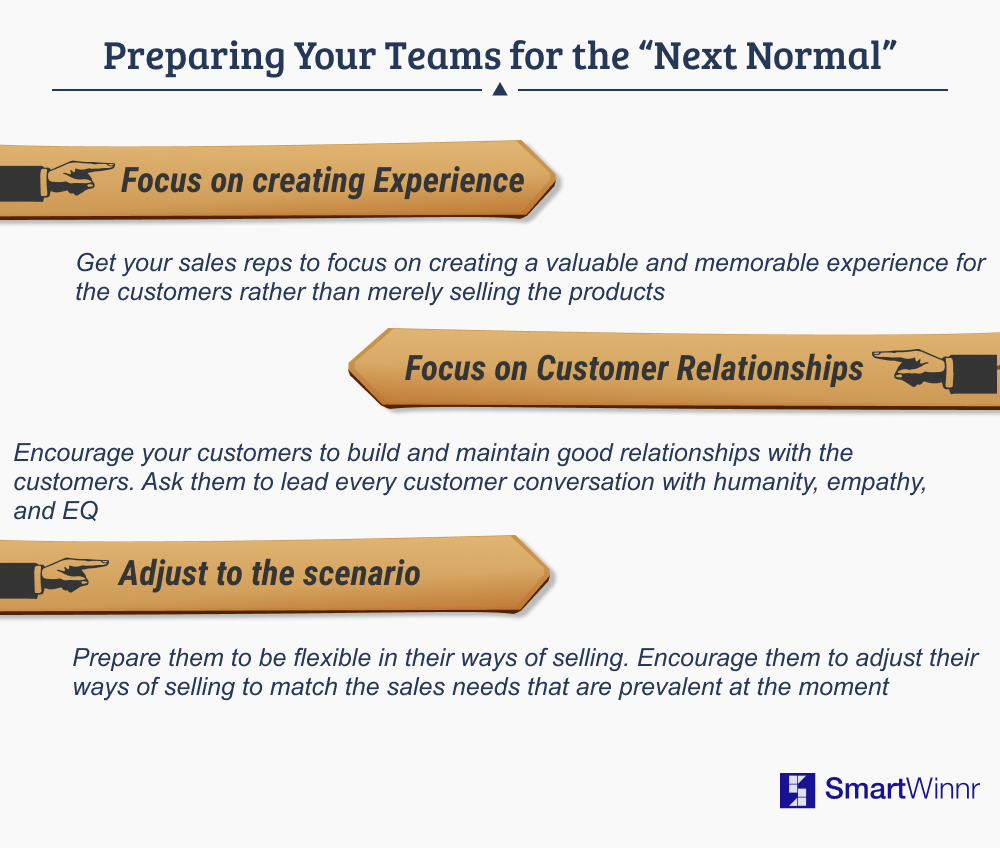 Preparing Your Teams for the “Next Normal”
Focus on creating Experience
Get your sales reps to focus on creating a valuable and memorable experience for
the customers rather than merely selling the products
Focus on Customer Relationships
Encourage your customers to build and maintain good relationships with the
customers. Ask them to lead every customer conversation with humanity, empathy,
and EQ
Adjust to the scenario
Prepare them to be flexible in their ways of selling. Encourage them to adjust their
ways of selling to match the sales needs that are prevalent at the moment
SmartWinnr